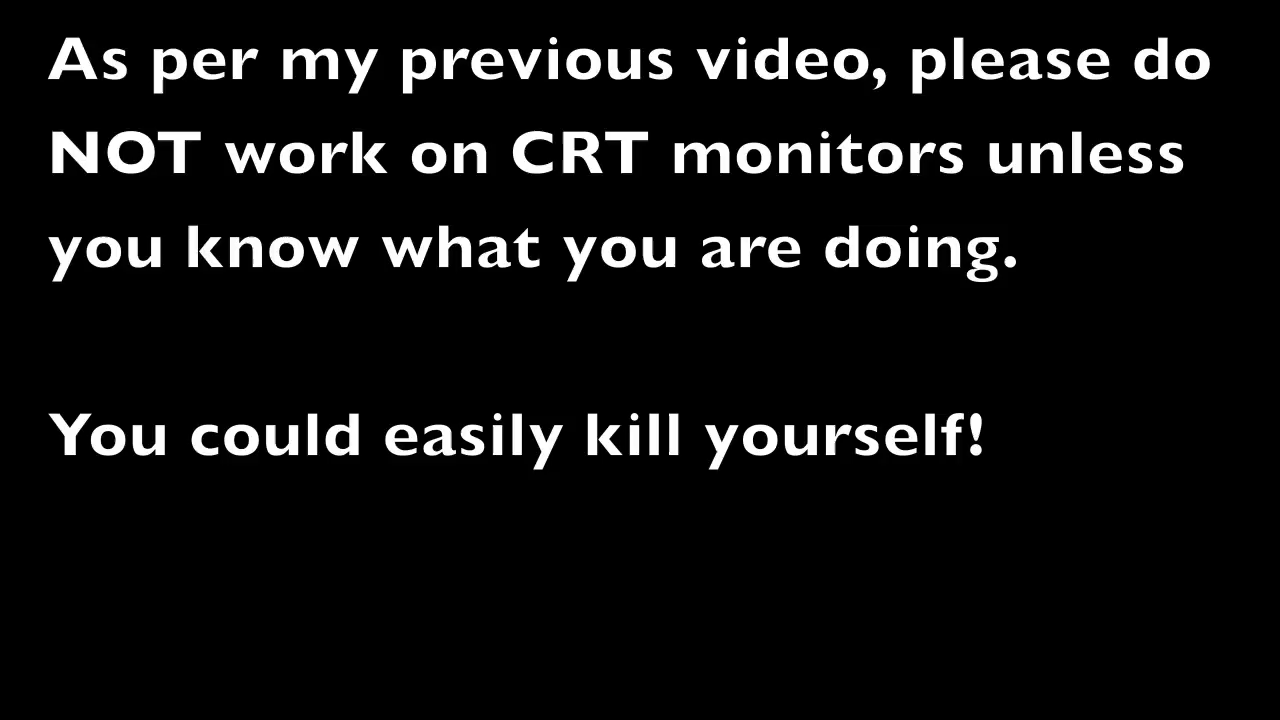 As per my previous video, please do
NOT work on CRT monitors unless
you know what you are doing.
You could easily kill yourself!